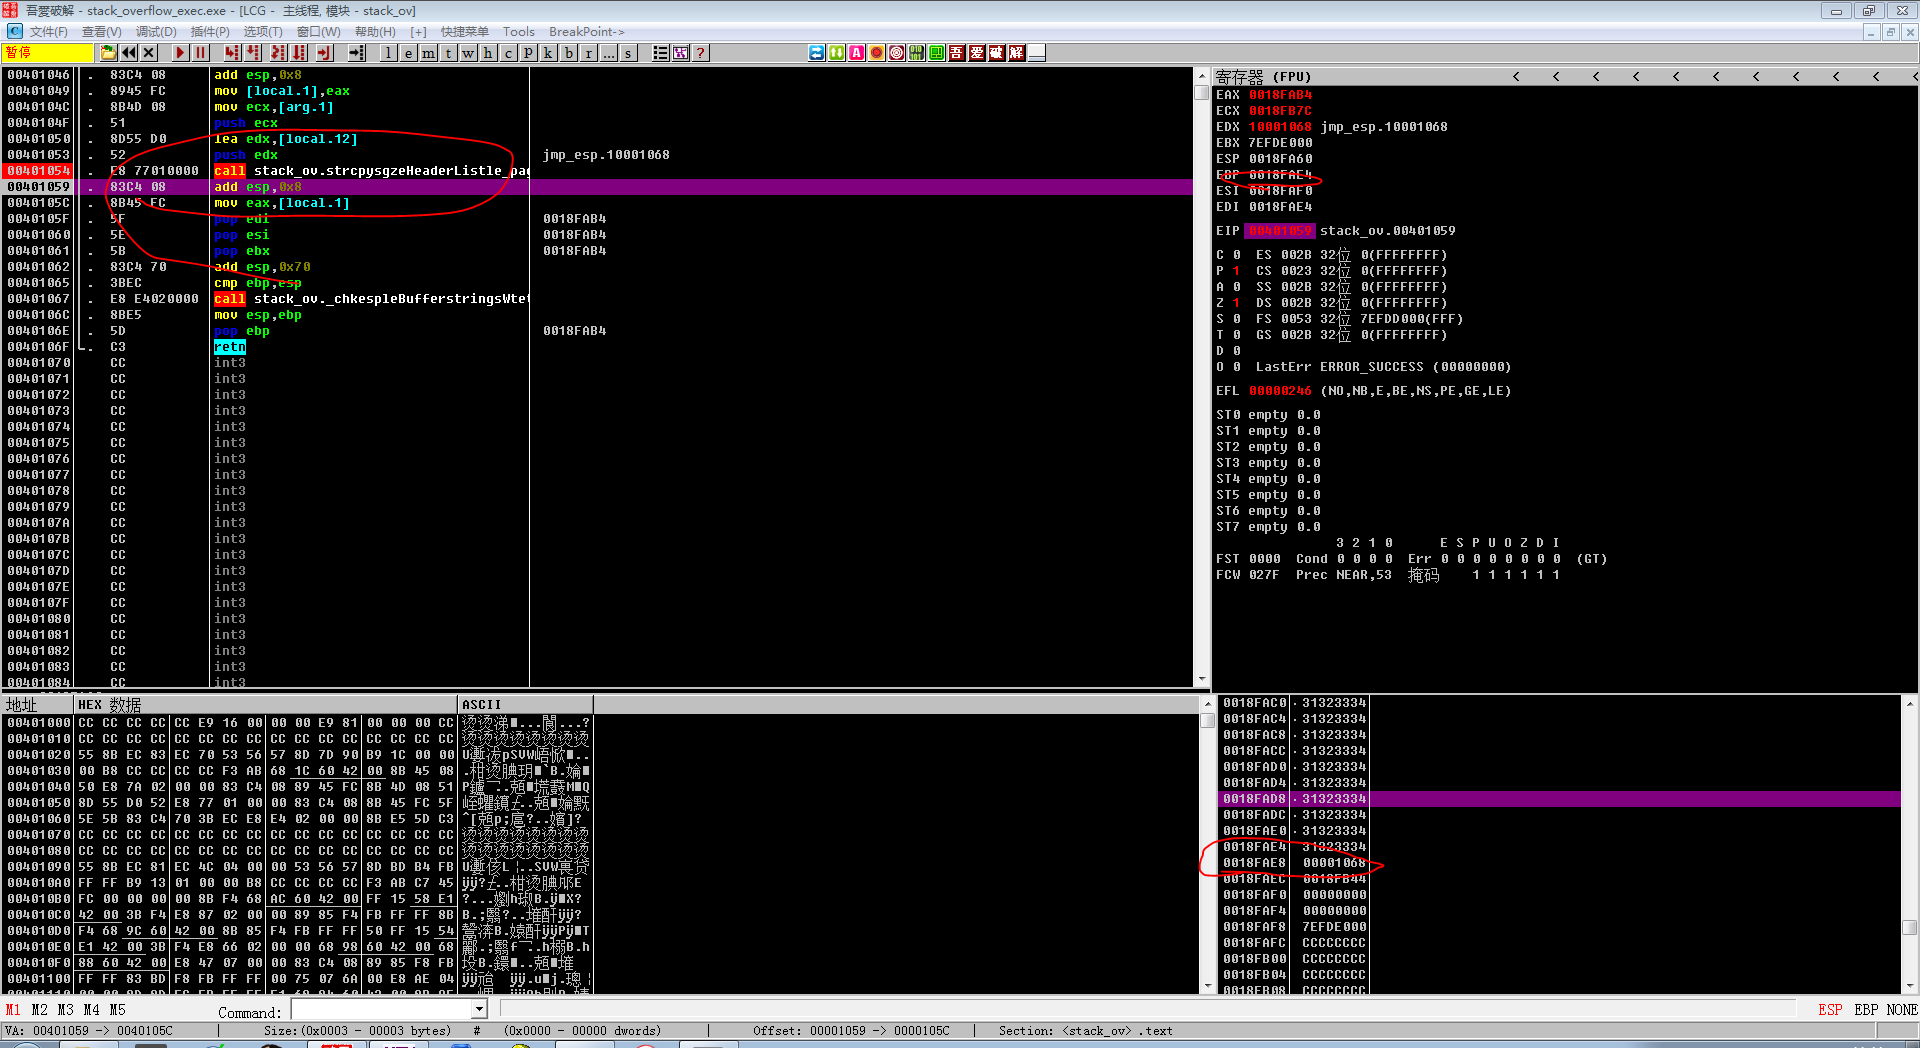 吾爱破解 - stack_overflow_exec.exe - [LCG - 主线程, 模块 - stack_ov]
文件(F) 查看(V) 调试(D) 插件(P) 选项(T) 窗口(W) 帮助(H) [+] 快捷菜单 Tools BreakPoint->
暂停 l e m t w h c p k b r ... s ? 吾 爱 破 解
00401046 . 83C4 08 add esp,0x8
00401049 . 8945 FC mov [local.1],eax
0040104C . 8B4D 08 mov ecx,[arg.1]
0040104F . 51 push ecx
00401050 . 8D55 D0 lea edx,[local.12]
00401053 . 52 push edx jmp_esp.10001068
00401054 . E8 77010000 call stack_ov.strcpysgzeHeaderListle_pag
00401059 . 83C4 08 add esp,0x8
0040105C . 8B45 FC mov eax,[local.1]
0040105F . 5F pop edi 0018FAB4
00401060 . 5E pop esi 0018FAB4
00401061 . 5B pop ebx 0018FAB4
00401062 . 83C4 70 add esp,0x70
00401065 . 3BEC cmp ebp,esp
00401067 . E8 E4020000 call stack_ov._chkespleBufferstringsWtet
0040106C . 8BE5 mov esp,ebp
0040106E . 5D pop ebp 0018FAB4
0040106F . C3 retn
00401070 CC int3
00401071 CC int3
00401072 CC int3
00401073 CC int3
00401074 CC int3
00401075 CC int3
00401076 CC int3
00401077 CC int3
00401078 CC int3
00401079 CC int3
0040107A CC int3
0040107B CC int3
0040107C CC int3
0040107D CC int3
0040107E CC int3
0040107F CC int3
00401080 CC int3
00401081 CC int3
00401082 CC int3
00401083 CC int3
00401084 CC int3
寄存器 (FPU) < < < < < < < < < < <
EAX 0018FAB4
ECX 0018FB7C
EDX 10001068 jmp_esp.10001068
EBX 7EFDE000
ESP 0018FA60
EBP 0018FAE4
ESI 0018FAF0
EDI 0018FAE4
EIP 00401059 stack_ov.00401059
C 0 ES 002B 32位 0(FFFFFFFF)
P 1 CS 0023 32位 0(FFFFFFFF)
A 0 SS 002B 32位 0(FFFFFFFF)
Z 1 DS 002B 32位 0(FFFFFFFF)
S 0 FS 0053 32位 7EFDD000(FFF)
T 0 GS 002B 32位 0(FFFFFFFF)
D 0
O 0 LastErr ERROR_SUCCESS (00000000)
EFL 00000246 (NO,NB,E,BE,NS,PE,GE,LE)
ST0 empty 0.0
ST1 empty 0.0
ST2 empty 0.0
ST3 empty 0.0
ST4 empty 0.0
ST5 empty 0.0
ST6 empty 0.0
ST7 empty 0.0
3 2 1 0 E S P U O Z D I
FST 0000 Cond 0 0 0 0 Err 0 0 0 0 0 0 0 0 (GT)
FCW 027F Prec NEAR,53 掩码 1 1 1 1 1 1
地址 HEX 数据 ASCII
00401000 CC CC CC CC CC E9 16 00 00 00 E9 81 00 00 00 CC
00401010 CC CC CC CC CC CC CC CC CC CC CC CC CC CC CC CC 烫烫烫烫烫烫烫烫
00401020 55 8B EC 83 EC 70 53 56 57 8D 7D 90 B9 1C 00 00
00401030 00 B8 CC CC CC CC F3 AB 68 1C 60 42 00 8B 45 08
00401040 50 E8 7A 02 00 00 83 C4 08 89 45 FC 8B 4D 08 51
00401050 8D 55 D0 52 E8 77 01 00 00 83 C4 08 8B 45 FC 5F
00401060 5E 5B 83 C4 70 3B EC E8 E4 02 00 00 8B E5 5D C3
00401070 CC CC CC CC CC CC CC CC CC CC CC CC CC CC CC CC 烫烫烫烫烫烫烫烫
00401080 CC CC CC CC CC CC CC CC CC CC CC CC CC CC CC CC 烫烫烫烫烫烫烫烫
00401090 55 8B EC 81 EC 4C 04 00 00 53 56 57 8D BD B4 FB
004010A0 FF FF B9 13 01 00 00 B8 CC CC CC CC F3 AB C7 45
004010B0 FC 00 00 00 00 8B F4 68 AC 60 42 00 FF 15 58 E1
004010C0 42 00 3B F4 E8 87 02 00 00 89 85 F4 FB FF FF 8B
004010D0 F4 68 9C 60 42 00 8B 85 F4 FB FF FF 50 FF 15 54
004010E0 E1 42 00 3B F4 E8 66 02 00 00 68 98 60 42 00 68
004010F0 88 60 42 00 E8 47 07 00 00 83 C4 08 89 85 F8 FB
00401100 FF FF 83 BD F8 FB FF FF 00 75 07 6A 00 E8 AE 04
0018FAC0 · 31323334
0018FAC4 · 31323334
0018FAC8 · 31323334
0018FACC · 31323334
0018FAD0 · 31323334
0018FAD4 · 31323334
0018FAD8 · 31323334
0018FADC · 31323334
0018FAE0 · 31323334
0018FAE4 31323334
0018FAE8 00001068
0018FAEC 0018FB44
0018FAF0 00000000
0018FAF4 00000000
0018FAF8 7EFDE000
0018FAFC CCCCCCCC
0018FB00 CCCCCCCC
0018FB04 CCCCCCCC
0018FB08 CCCCCCCC
M1 M2 M3 M4 M5 Command: ESP EBP NONE
VA: 00401059 -> 0040105C | Size:(0x0003 - 00003 bytes) # (0x0000 - 00000 dwords) | Offset: 00001059 -> 0000105C | Section: <stack_ov> .text